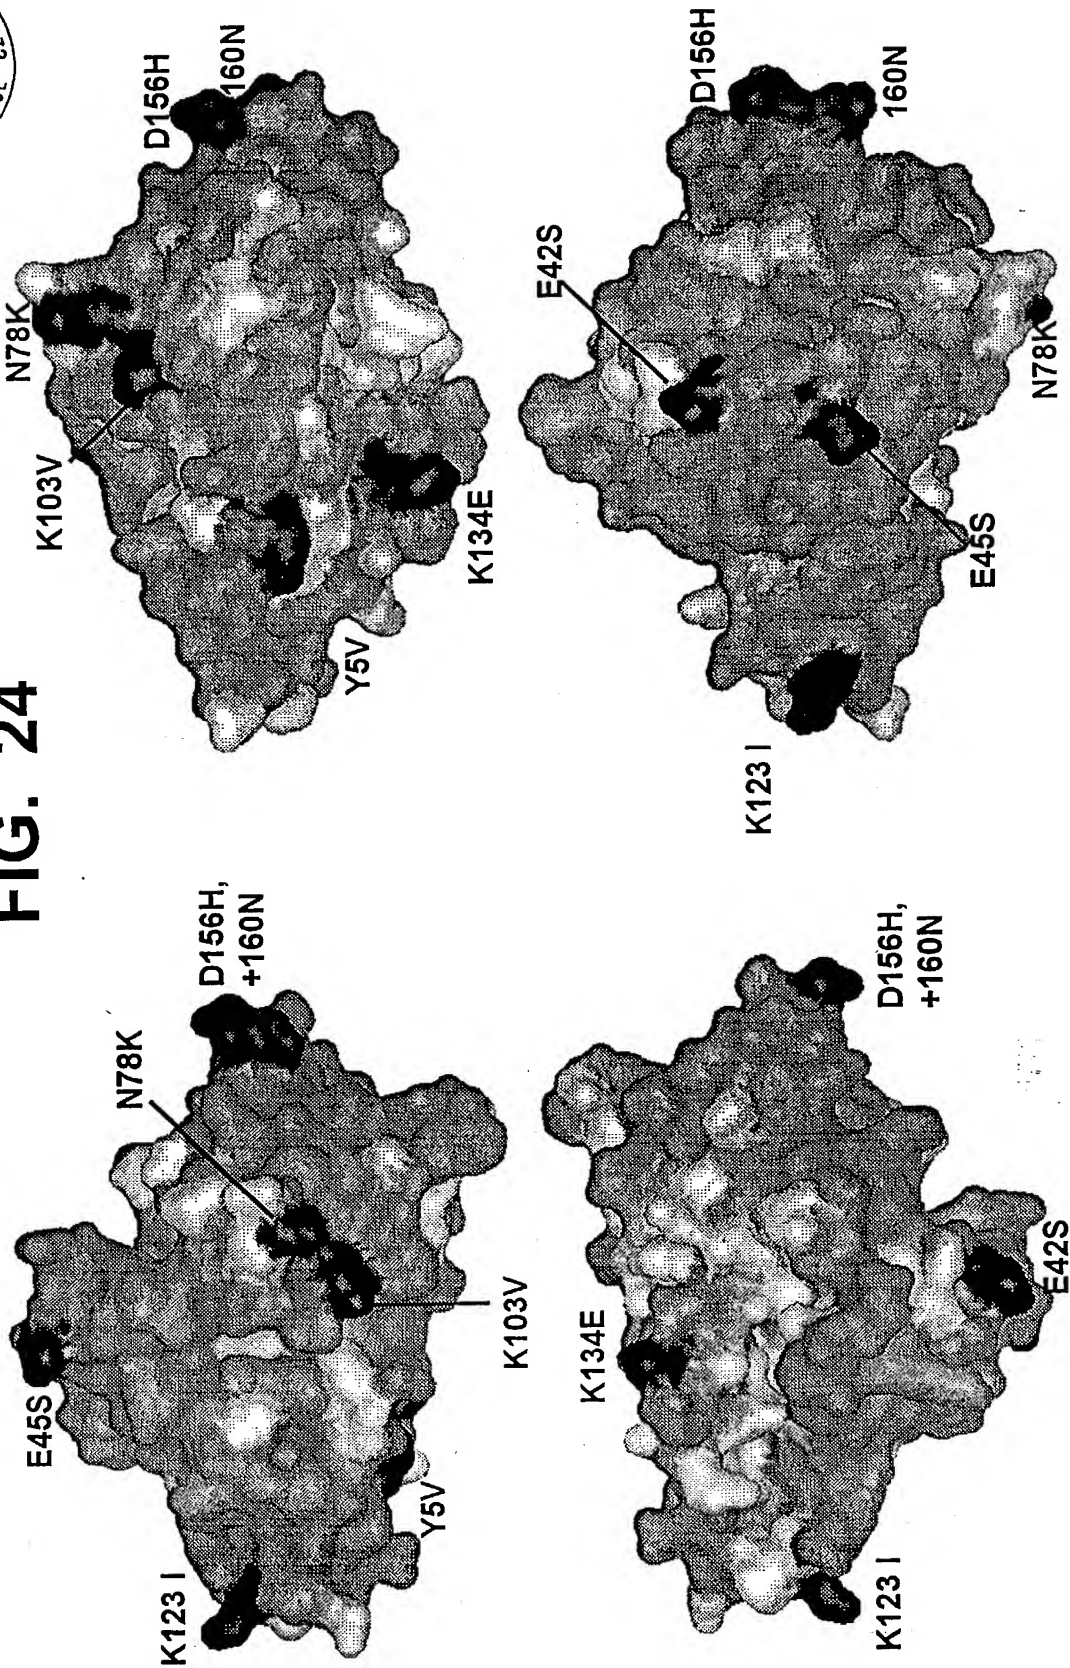 FIG. 24
D156H,
+160N
N78K
E45S
K103V
Y5V
K123 I
D156H
160N
N78K
K103V
K134E
Y5V
D156H,
+160N
K134E
E42S
K123 I
D156H
160N
E42S
N78K
E45S
K123 I